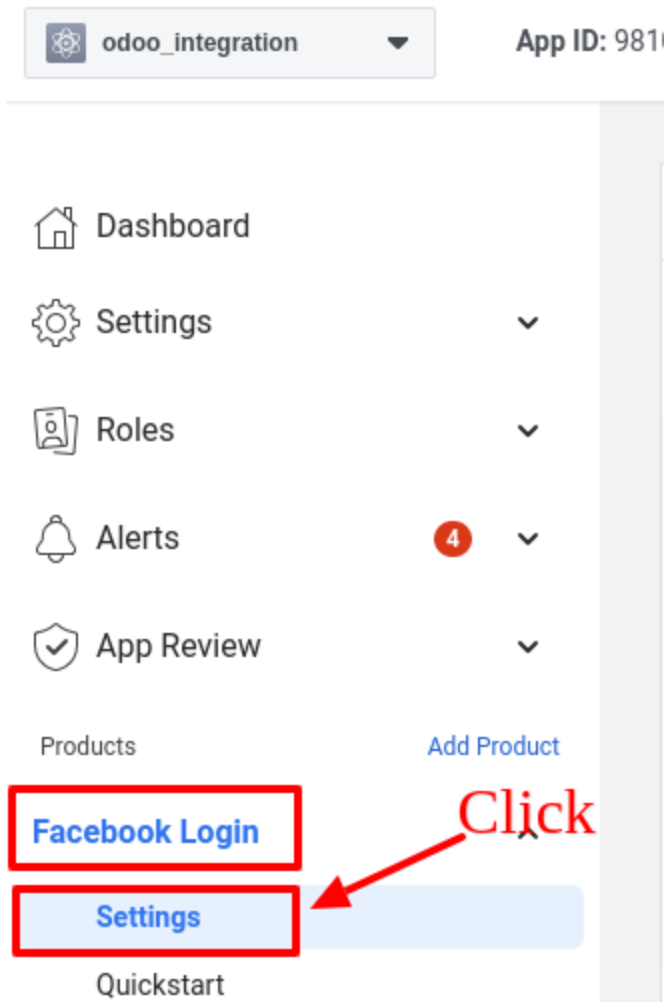 odoo_integration
App ID: 981
Dashboard
Settings
Roles
Alerts 4
App Review
Products Add Product
Facebook Login
Click
Settings
Quickstart